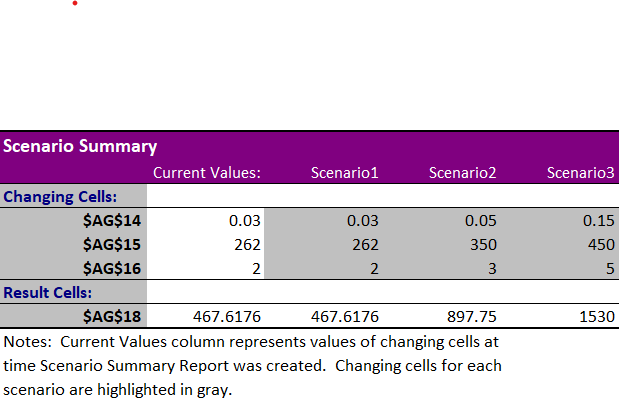 Scenario Summary
Current Values: Scenario1 Scenario2 Scenario3
Changing Cells:
$AG$14 0.03 0.03 0.05 0.15
$AG$15 262 262 350 450
$AG$16 2 2 3 5
Result Cells:
$AG$18 467.6176 467.6176 897.75 1530
Notes: Current Values column represents values of changing cells at
time Scenario Summary Report was created. Changing cells for each
scenario are highlighted in gray.